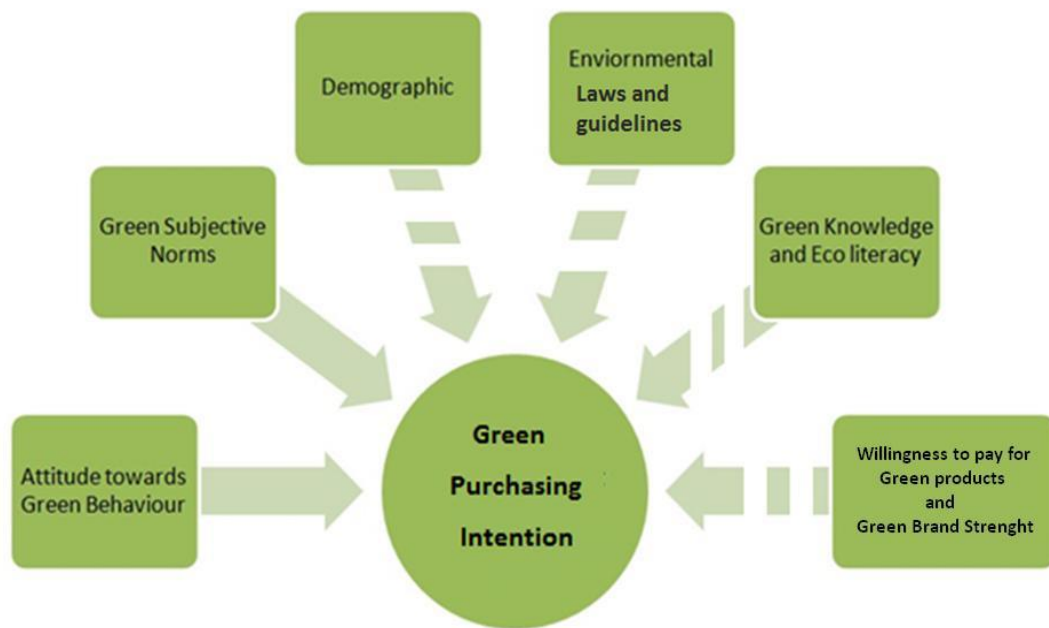 Demographic
Enviornmental
Laws and
guidelines
Green Subjective
Norms
Green Knowledge
and Eco literacy
Attitude towards
Green Behaviour
Green
Purchasing
Intention
Willingness to pay for
Green products
and
Green Brand Strenght